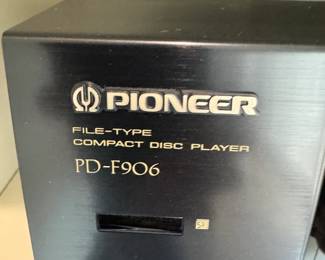 PIONEER
FILE-TYPE
COMPACT DISC PLAYER
PD-F906